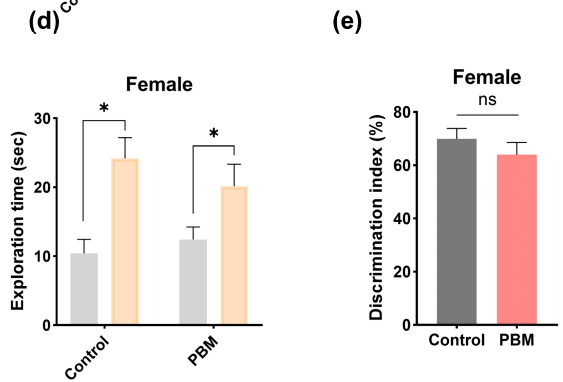 Co
(d)
Female
Exploration time (sec)
30
20
10
0
*
*
Control
PBM
(e)
Female
Discrimination index (%)
80
60
40
20
0
ns
Control PBM